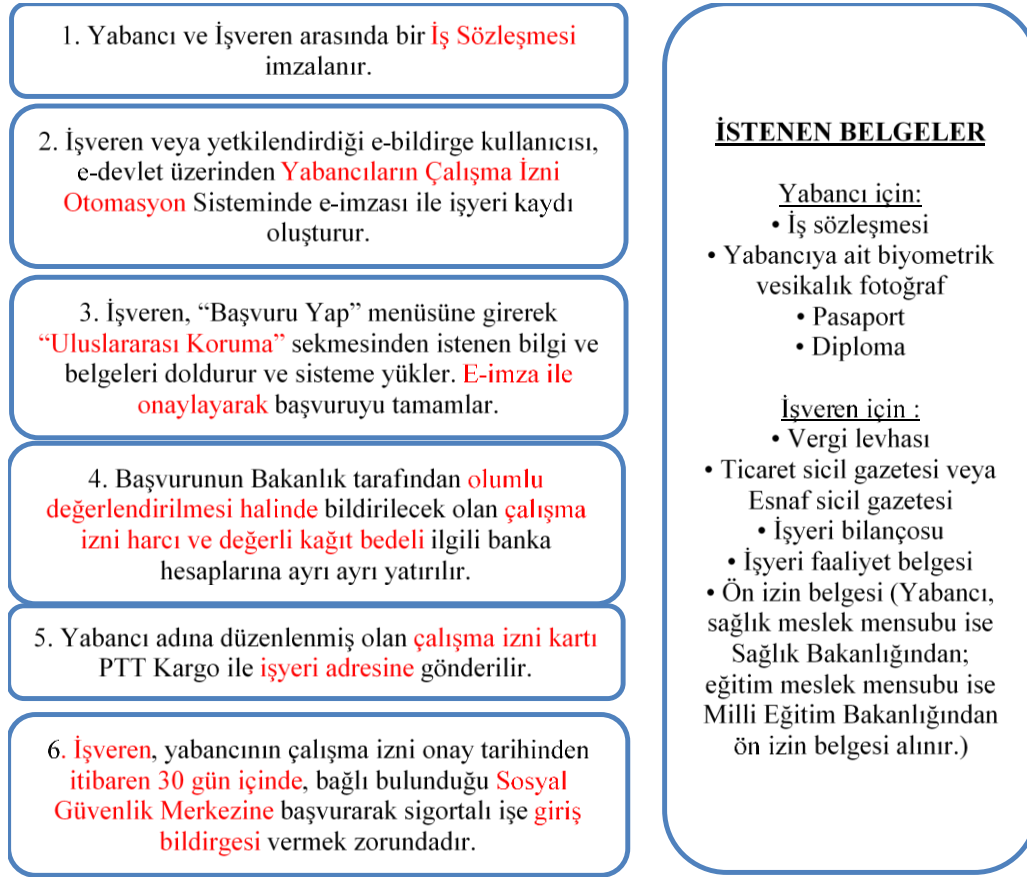 1. Yabancı ve İşveren arasında bir İş Sözleşmesi
imzalanır.
2. İşveren veya yetkilendirdiği e-bildirge kullanıcısı,
e-devlet üzerinden Yabancıların Çalışma İzni
Otomasyon Sisteminde e-imzası ile işyeri kaydı
oluşturur.
3. İşveren, “Başvuru Yap” menüsüne girerek
“Uluslararası Koruma” sekmesinden istenen bilgi ve
belgeleri doldurur ve sisteme yükler. E-imza ile
onaylayarak başvuruyu tamamlar.
4. Başvurunun Bakanlık tarafından olumlu
değerlendirilmesi halinde bildirilecek olan çalışma
izni harcı ve değerli kağıt bedeli ilgili banka
hesaplarına ayrı ayrı yatırılır.
5. Yabancı adına düzenlenmiş olan çalışma izni kartı
PTT Kargo ile işyeri adresine gönderilir.
6. İşveren, yabancının çalışma izni onay tarihinden
itibaren 30 gün içinde, bağlı bulunduğu Sosyal
Güvenlik Merkezine başvurarak sigortalı işe giriş
bildirgesi vermek zorundadır.
İSTENEN BELGELER
Yabancı için:
• İş sözleşmesi
• Yabancıya ait biyometrik
vesikalık fotoğraf
• Pasaport
• Diploma
İşveren için :
• Vergi levhası
• Ticaret sicil gazetesi veya
Esnaf sicil gazetesi
• İşyeri bilançosu
• İşyeri faaliyet belgesi
• Ön izin belgesi (Yabancı,
sağlık meslek mensubu ise
Sağlık Bakanlığından;
eğitim meslek mensubu ise
Milli Eğitim Bakanlığından
ön izin belgesi alınır.)